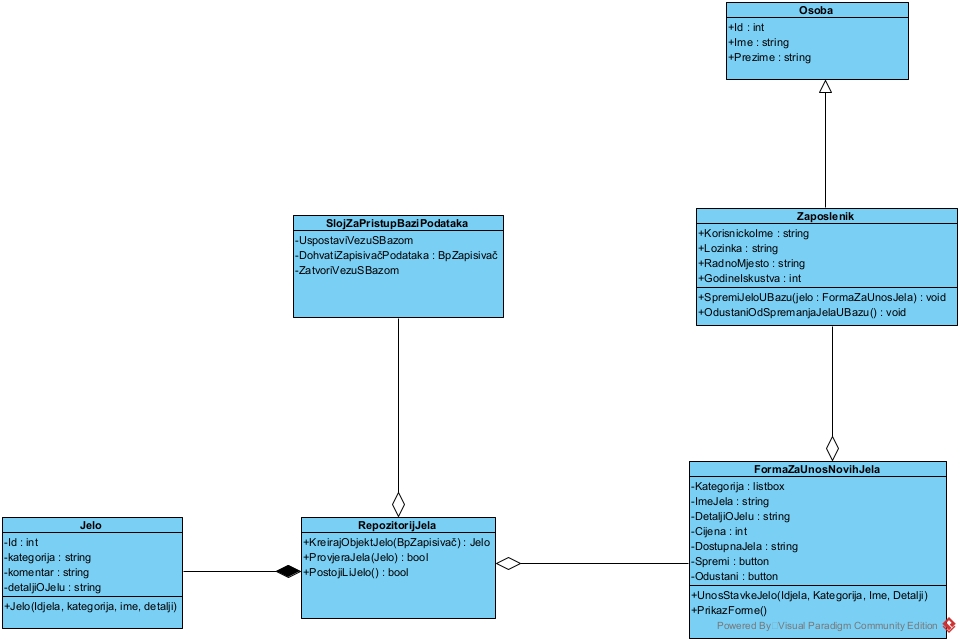 Osoba
+Id : int
+Ime : string
+Prezime : string
SlojZaPristupBaziPodataka
-UspostaviVezuSBazom
-DohvatiZapisivačPodataka : BpZapisivač
-ZatvoriVezuSBazom
Zaposlenik
+KorisnickoIme : string
+Lozinka : string
+RadnoMjesto : string
+GodineIskustva : int
+SpremiJeloUBazu(jelo : FormaZaUnosJela) : void
+OdustaniOdSpremanjaJelaUBazu() : void
Jelo
-Id : int
-kategorija : string
-komentar : string
-detaljiOJelu : string
+Jelo(Idjela, kategorija, ime, detalji)
RepozitorijJela
+KreirajObjektJelo(BpZapisivač) : Jelo
+ProvjeraJela(Jelo) : bool
+PostojiLiJelo() : bool
FormaZaUnosNovihJela
-Kategorija : listbox
-ImeJela : string
-DetaljiOJelu : string
-Cijena : int
-DostupnaJela : string
-Spremi : button
-Odustani : button
+UnosStavkeJelo(Idjela, Kategorija, Ime, Detalji)
+PrikazForme()
Powered By Visual Paradigm Community Edition